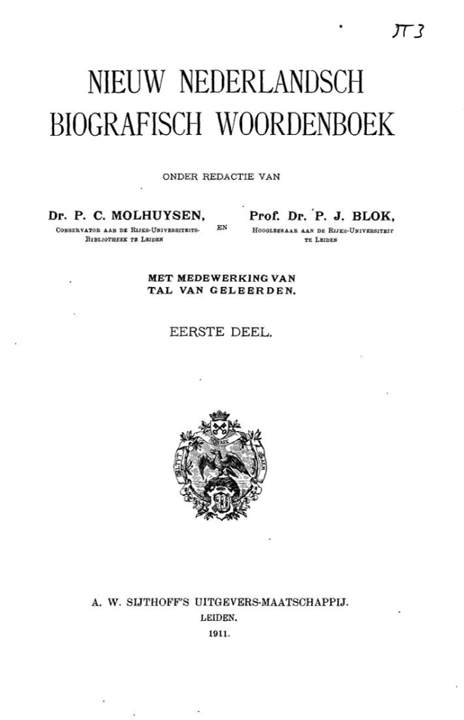 π 3
NIEUW NEDERLANDSCH
BIOGRAFISCH WOORDENBOEK
ONDER REDACTIE VAN
Dr. P. C. MOLHUYSEN,
CONSERVATOR AAN DE RIJKS-UNIVERSITEITS-
BIBLIOTHEEK TE LEIDEN
EN
Prof. Dr. P. J. BLOK,
HOOGLEERAAR AAN DE RIJKS-UNIVERSITEIT
TE LEIDEN
MET MEDEWERKING VAN
TAL VAN GELEERDEN.
EERSTE DEEL.
A. W. SIJTHOFF'S UITGEVERS-MAATSCHAPPIJ.
LEIDEN.
1911.